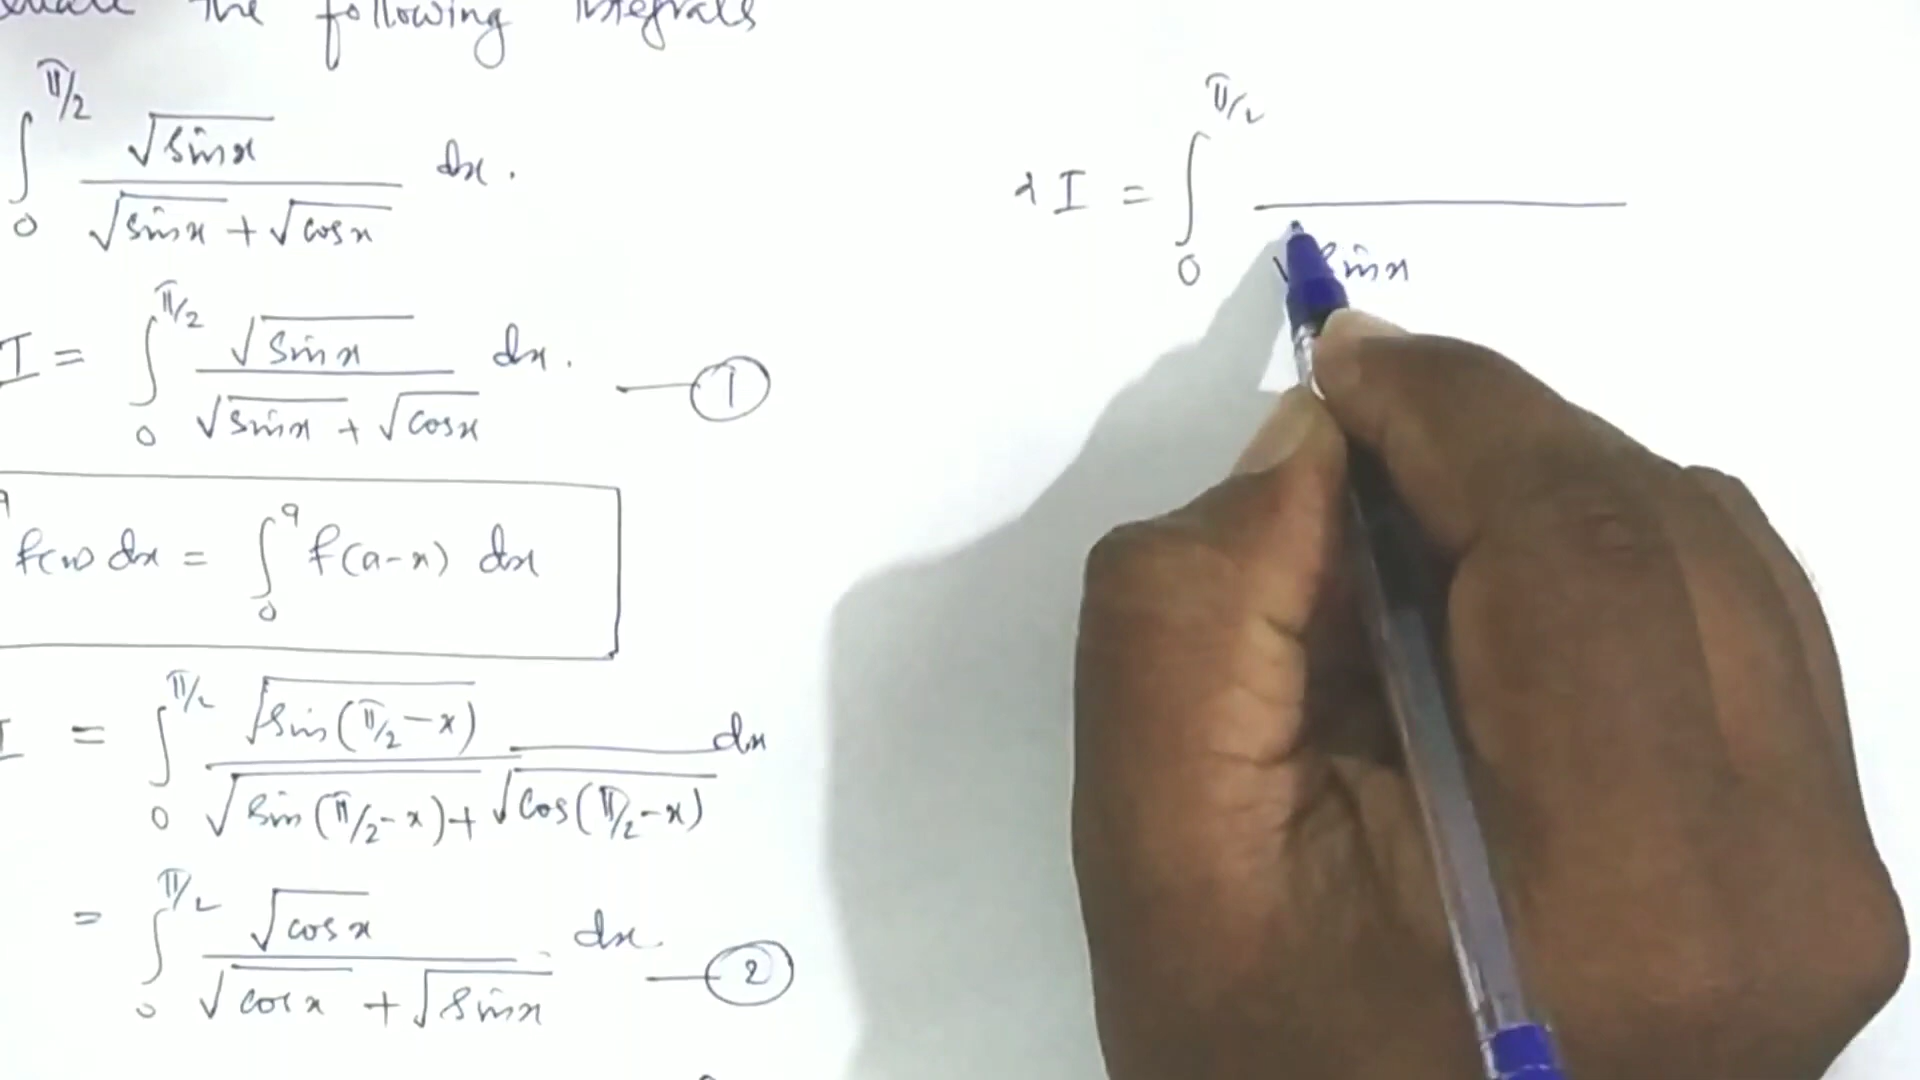 the following integrals
∫₀^{π/2} √sinx / (√sinx + √cosx) dx.
I = ∫₀^{π/2} √sinx / (√sinx + √cosx) dx. — ①
f(x) dx = ∫₀^a f(a-x) dx
I = ∫₀^{π/2} √sin(π/2-x) / (√sin(π/2-x) + √cos(π/2-x)) dx
= ∫₀^{π/2} √cosx / (√cosx + √sinx) dx — ②
2I = ∫₀^{π/2}
√sinx